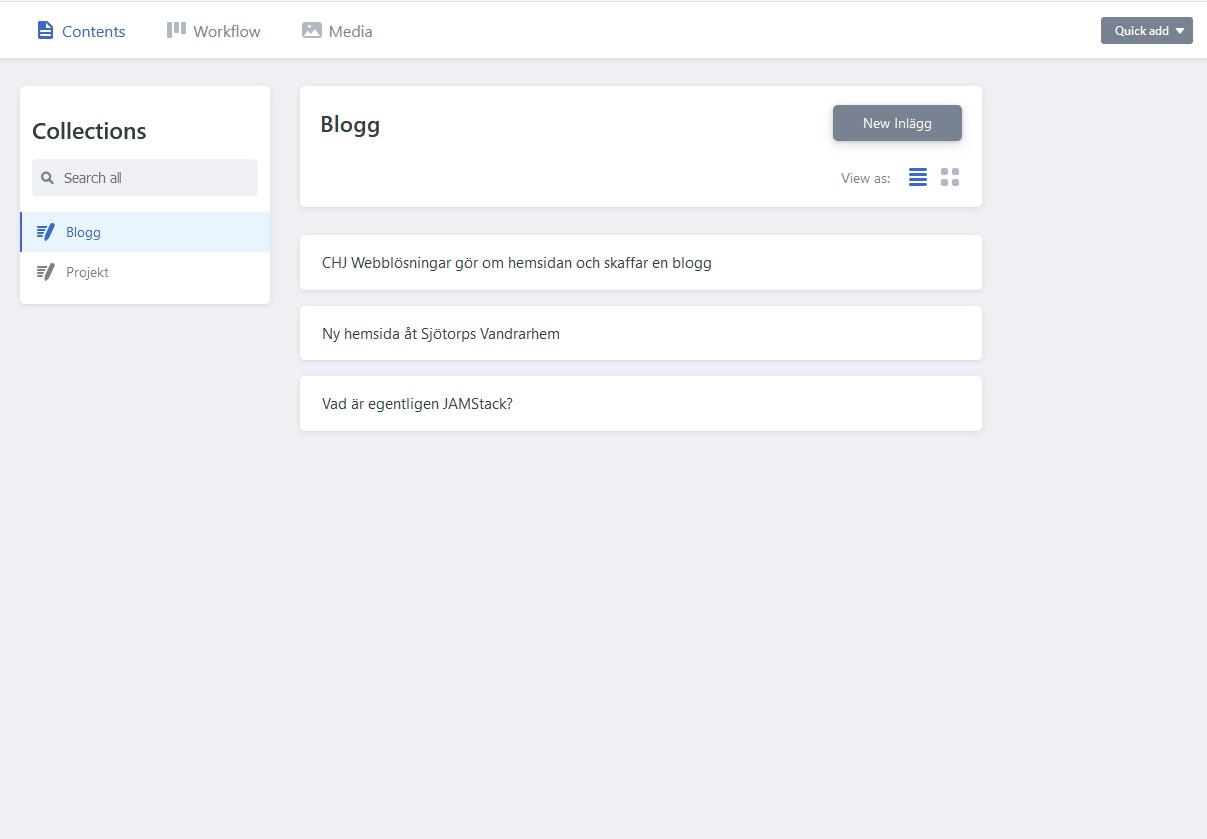 Contents
Workflow
Media
Quick add
Collections
Search all
Blogg
Projekt
Blogg
New Inlägg
View as:
CHJ Webblösningar gör om hemsidan och skaffar en blogg
Ny hemsida åt Sjötorps Vandrarhem
Vad är egentligen JAMStack?